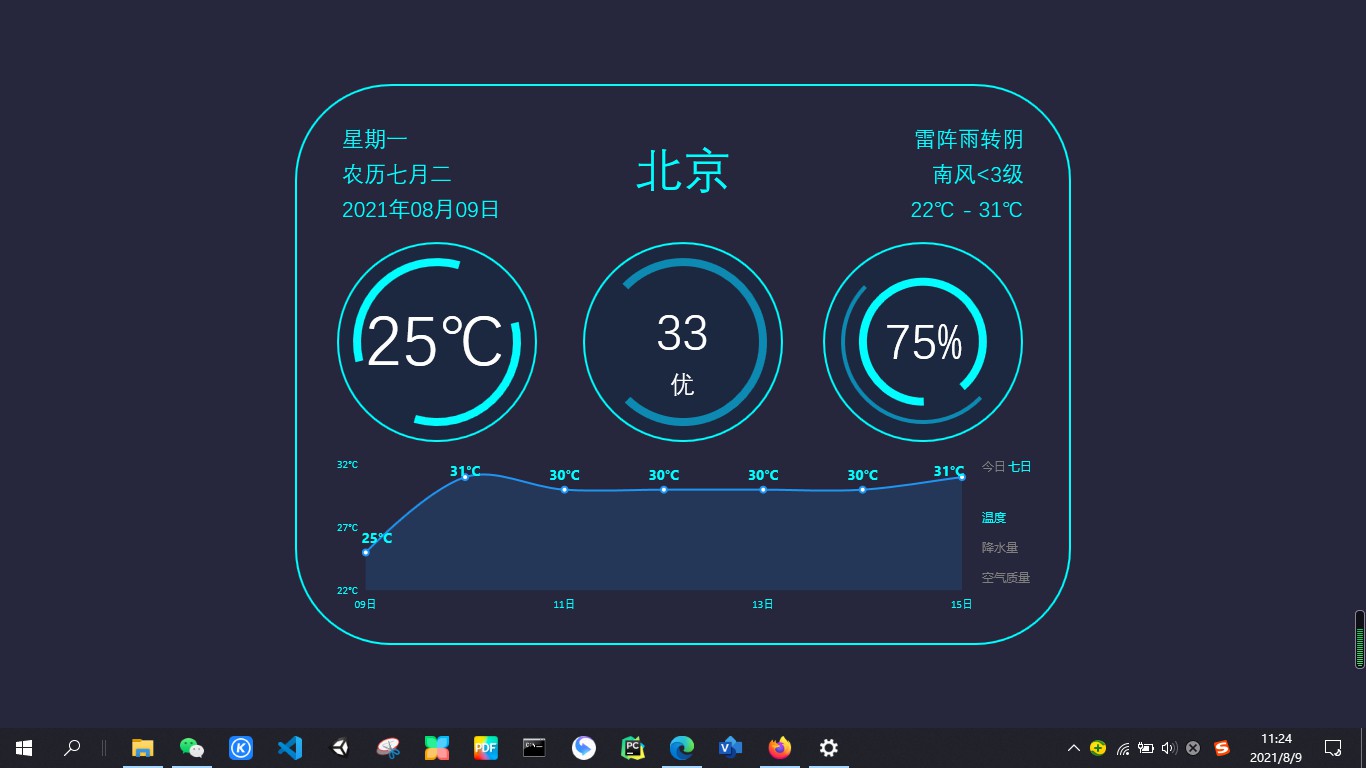 星期一
农历七月二
2021年08月09日
北京
雷阵雨转阴
南风<3级
22℃ - 31℃
25℃
33
优
75%
32°C
27°C
22°C
25°C
31°C
30°C
30°C
30°C
30°C
31°C
09日
11日
13日
15日
今日 七日
温度
降水量
空气质量
PDF
PC
11:24
2021/8/9